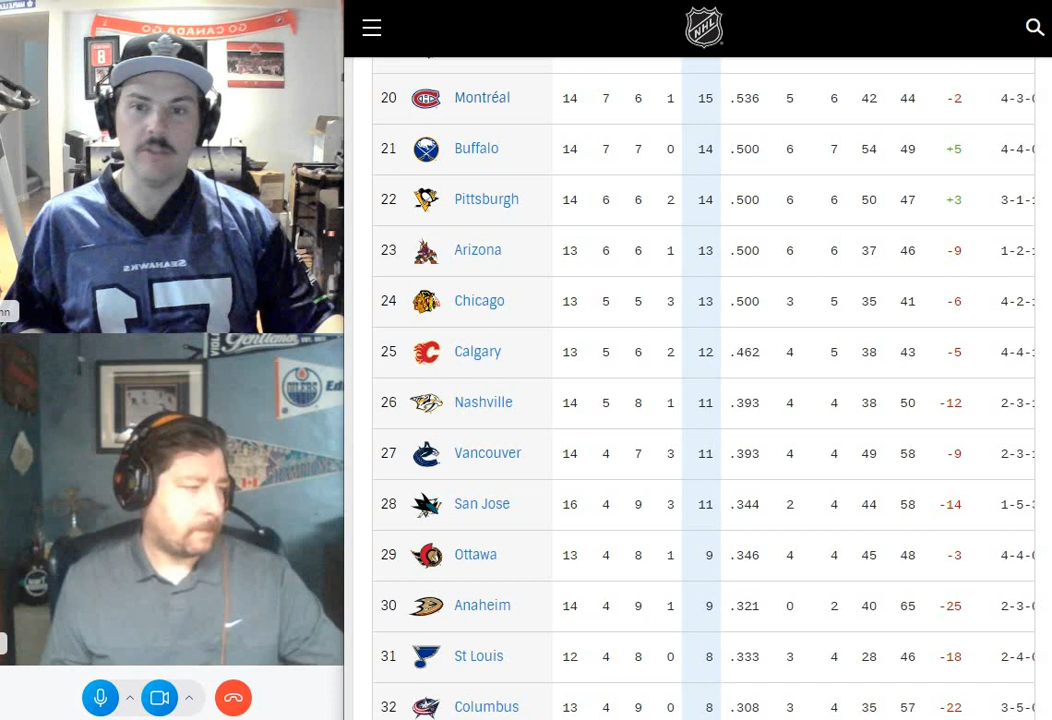 GO CANADA GO
8
SEAHAWKS
17
nn
Gentlemen
OILERS
NHL
20 Montréal 14 7 6 1 15 .536 5 6 42 44 -2 4-3-
21 Buffalo 14 7 7 0 14 .500 6 7 54 49 +5 4-4-
22 Pittsburgh 14 6 6 2 14 .500 6 6 50 47 +3 3-1-
23 Arizona 13 6 6 1 13 .500 6 6 37 46 -9 1-2-
24 Chicago 13 5 5 3 13 .500 3 5 35 41 -6 4-2-
25 Calgary 13 5 6 2 12 .462 4 5 38 43 -5 4-4-
26 Nashville 14 5 8 1 11 .393 4 4 38 50 -12 2-3-
27 Vancouver 14 4 7 3 11 .393 4 4 49 58 -9 2-3-
28 San Jose 16 4 9 3 11 .344 2 4 44 58 -14 1-5-
29 Ottawa 13 4 8 1 9 .346 4 4 45 48 -3 4-4-
30 Anaheim 14 4 9 1 9 .321 0 2 40 65 -25 2-3-
31 St Louis 12 4 8 0 8 .333 3 4 28 46 -18 2-4-
32 Columbus 13 4 9 0 8 .308 3 4 35 57 -22 3-5-